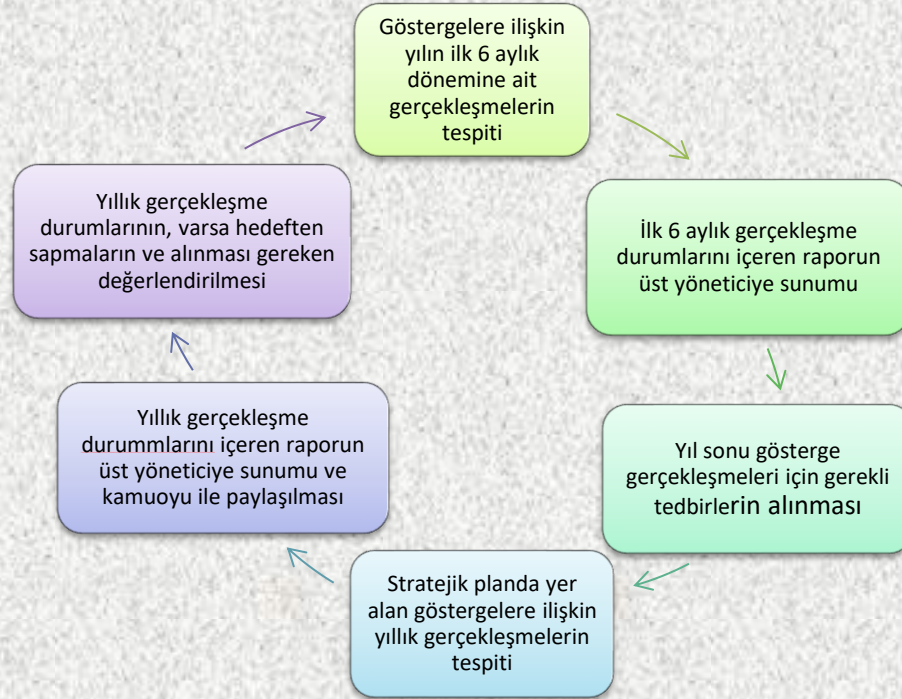 Göstergelere ilişkin
yılın ilk 6 aylık
dönemine ait
gerçekleşmelerin
tespiti
İlk 6 aylık gerçekleşme
durumlarını içeren raporun
üst yöneticiye sunumu
Yıl sonu gösterge
gerçekleşmeleri için gerekli
tedbirlerin alınması
Stratejik planda yer
alan göstergelere ilişkin
yıllık gerçekleşmelerin
tespiti
Yıllık gerçekleşme
durummlarını içeren raporun
üst yöneticiye sunumu ve
kamuoyu ile paylaşılması
Yıllık gerçekleşme
durumlarının, varsa hedeften
sapmaların ve alınması gereken
değerlendirilmesi